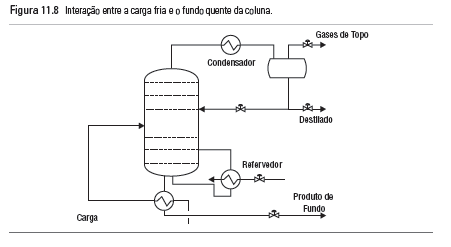 Figura 11.8 Interação entre a carga fria e o fundo quente da coluna.
Gases de Topo
Condensador
Destilado
Refervedor
Produto de
Fundo
Carga